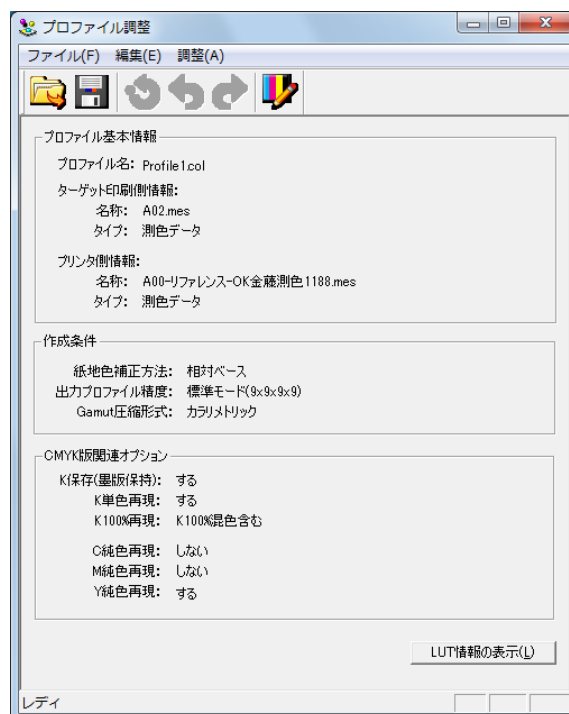 プロファイル調整
ファイル(F) 編集(E) 調整(A)
プロファイル基本情報
プロファイル名: Profile1.col
ターゲット印刷側情報:
名称: A02.mes
タイプ: 測色データ
プリンタ側情報:
名称: A00-リファレンス-OK金藤測色1188.mes
タイプ: 測色データ
作成条件
紙地色補正方法: 相対ベース
出力プロファイル精度: 標準モード(9x9x9x9)
Gamut圧縮形式: カラリメトリック
CMYK版関連オプション
K保存(墨版保持): する
K単色再現: する
K100%再現: K100%混色含む
C純色再現: しない
M純色再現: しない
Y純色再現: する
LUT情報の表示(L)
レディ